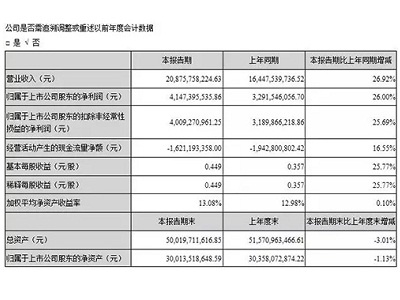 公司是否需追溯调整或重述以前年度会计数据
□ 是 √ 否
本报告期 上年同期 本报告期比上年同期增减
营业收入（元） 20,875,758,224.63 16,447,539,736.52 26.92%
归属于上市公司股东的净利润（元） 4,147,395,535.86 3,291,546,056.70 26.00%
归属于上市公司股东的扣除非经常性
损益的净利润（元） 4,009,270,961.25 3,189,866,218.86 25.69%
经营活动产生的现金流量净额（元） -1,621,193,358.00 -1,942,800,802.42 16.55%
基本每股收益（元/股） 0.449 0.357 25.77%
稀释每股收益（元/股） 0.449 0.357 25.77%
加权平均净资产收益率 13.08% 12.98% 0.10%
本报告期末 上年度末 本报告期末比上年度末增减
总资产（元） 50,019,711,616.85 51,570,963,466.61 -3.01%
归属于上市公司股东的净资产（元） 30,013,518,648.59 30,358,072,874.22 -1.13%